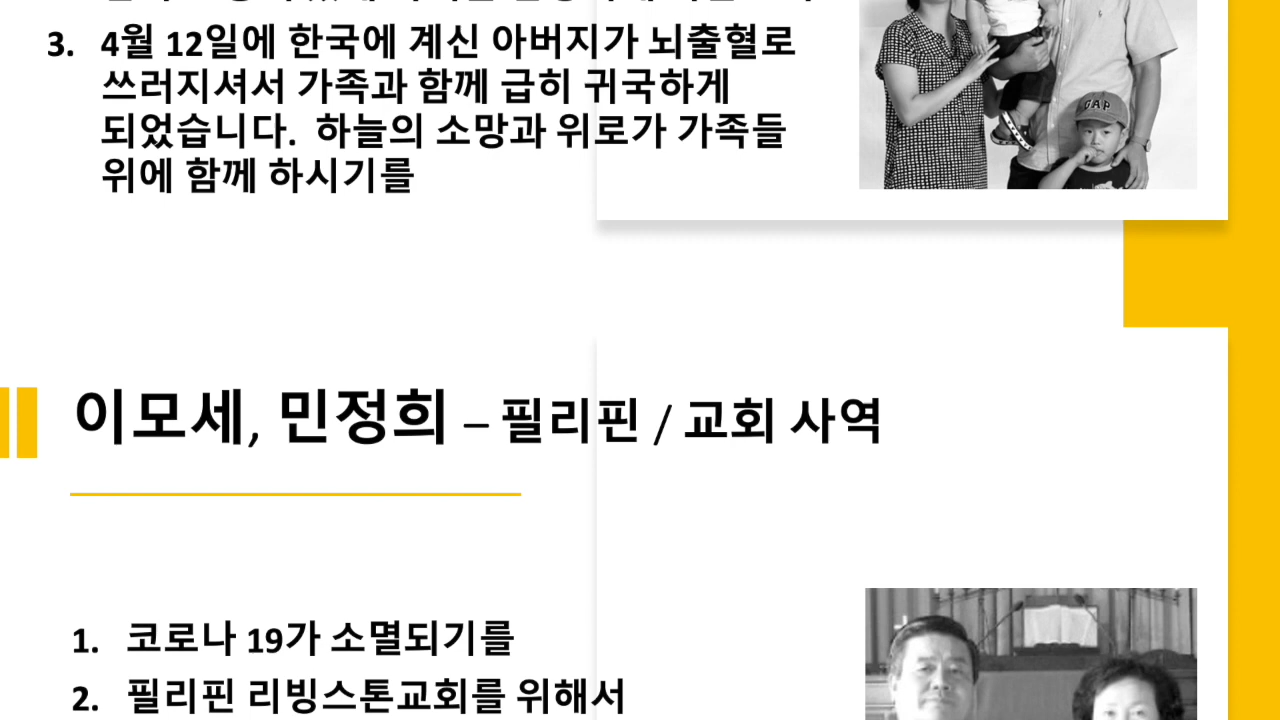 3. 4월 12일에 한국에 계신 아버지가 뇌출혈로
쓰러지셔서 가족과 함께 급히 귀국하게
되었습니다. 하늘의 소망과 위로가 가족들
위에 함께 하시기를
GAP
이모세, 민정희 – 필리핀 / 교회 사역
1. 코로나 19가 소멸되기를
2. 필리핀 리빙스톤교회를 위해서